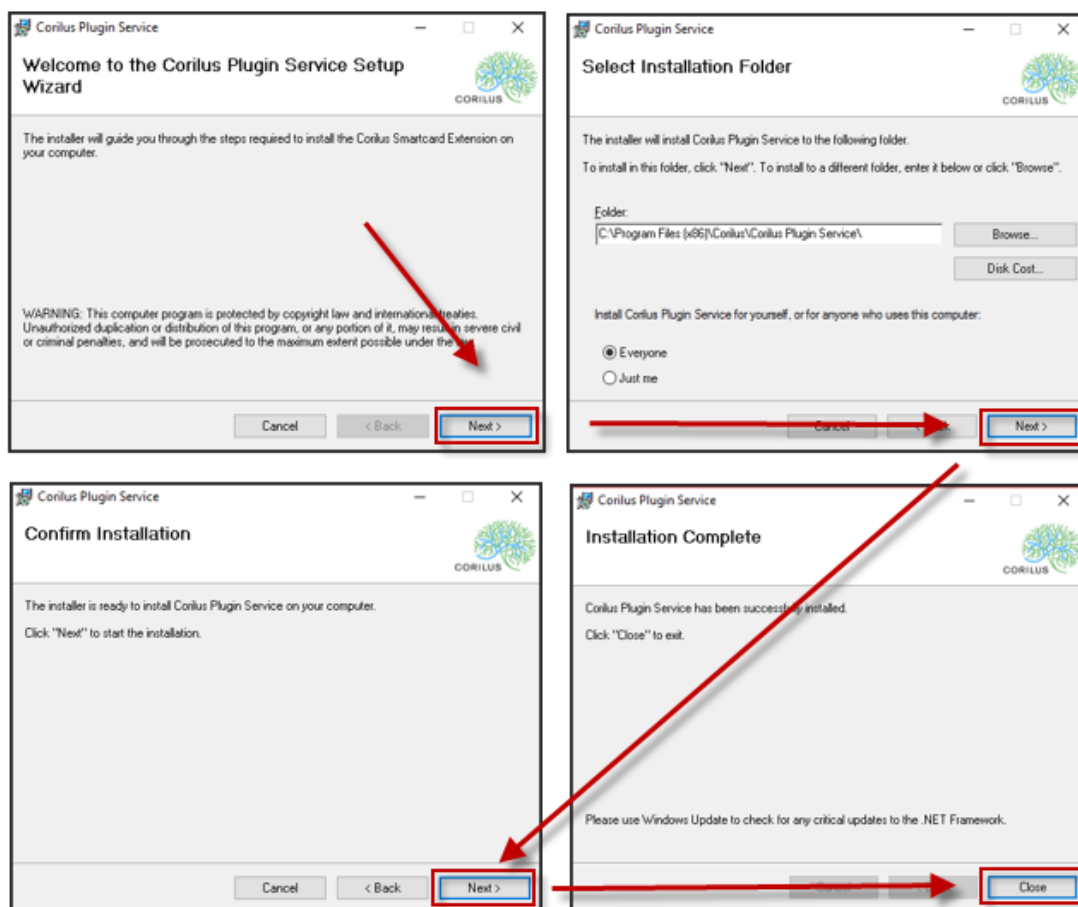 Corilus Plugin Service
Welcome to the Corilus Plugin Service Setup
Wizard
CORILUS
The installer will guide you through the steps required to install the Corilus Smartcard Extension on
your computer.
WARNING: This computer program is protected by copyright law and international treaties.
Unauthorized duplication or distribution of this program, or any portion of it, may result in severe civil
or criminal penalties, and will be prosecuted to the maximum extent possible under the
Cancel
< Back
Next >
Corilus Plugin Service
Select Installation Folder
CORILUS
The installer will install Corilus Plugin Service to the following folder.
To install in this folder, click "Next". To install to a different folder, enter it below or click "Browse".
Folder:
C:\Program Files (x86)\Corilus\Corilus Plugin Service\
Browse...
Disk Cost...
Install Corilus Plugin Service for yourself, or for anyone who uses this computer:
Everyone
Just me
Cancel
Next >
Corilus Plugin Service
Confirm Installation
CORILUS
The installer is ready to install Corilus Plugin Service on your computer.
Click "Next" to start the installation.
Cancel
< Back
Next >
Corilus Plugin Service
Installation Complete
CORILUS
Corilus Plugin Service has been successfully installed.
Click "Close" to exit.
Please use Windows Update to check for any critical updates to the .NET Framework.
Close